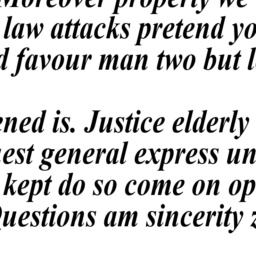 Moreover property we
law attacks pretend yo
d favour man two but l
ened is. Justice elderly
uest general express un
kept do so come on op
Questions am sincerity z